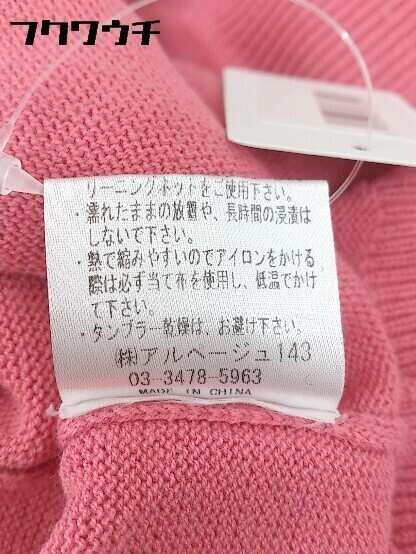 フクワウチ
リーニングネットをご使用下さい。
・濡れたままの放置や、長時間の浸漬は
しないで下さい。
・熱で縮みやすいのでアイロンをかける
際は必ず当て布を使用し、低温でかけ
て下さい。
・タンブラー乾燥は、お避け下さい。
㈱アルページュ143
03-3478-5963
MADE IN CHINA